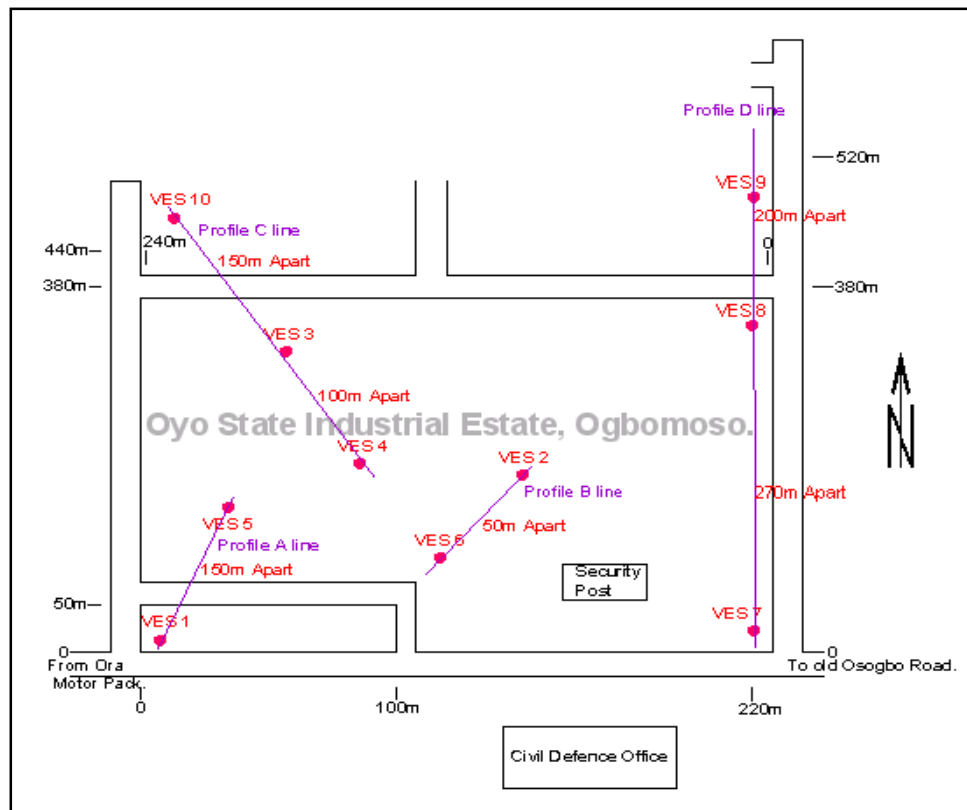 Profile D line
520m
VES 9
VES 10
200m Apart
Profile C line
240m
0
440m
150m Apart
380m
380m
VES 8
VES 3
100m Apart
Oyo State Industrial Estate, Ogbomoso.
VES 4
VES 2
N
Profile B line
270m Apart
VES 5
50m Apart
VES 6
Profile A line
150m Apart
Security
Post
50m
VES 1
VES 7
0
0
From Ora
Motor Pack.
To old Osogbo Road.
0
100m
220m
Civil Defence Office